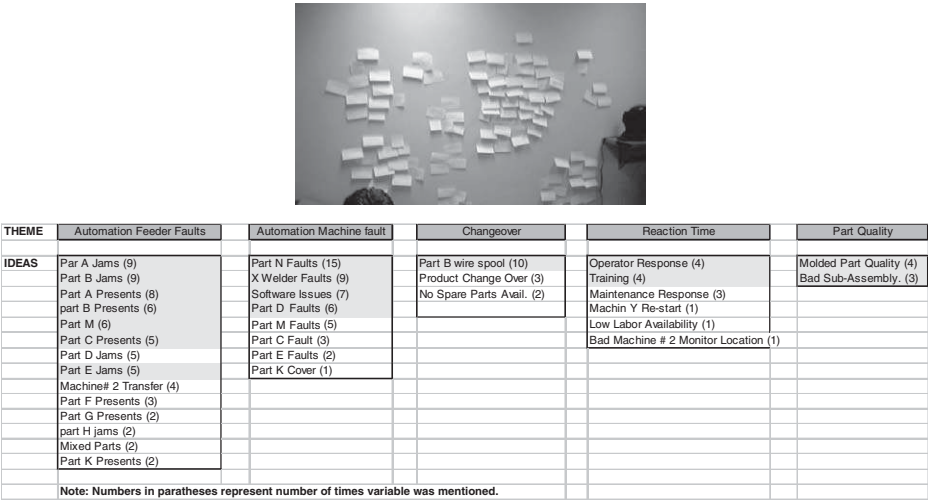 THEME Automation Feeder Faults Automation Machine fault Changeover Reaction Time Part Quality
IDEAS Par A Jams (9) Part N Faults (15) Part B wire spool (10) Operator Response (4) Molded Part Quality (4)
Part B Jams (9) X Welder Faults (9) Product Change Over (3) Training (4) Bad Sub-Assembly. (3)
Part A Presents (8) Software Issues (7) No Spare Parts Avail. (2) Maintenance Response (3)
part B Presents (6) Part D Faults (6) Machin Y Re-start (1)
Part M (6) Part M Faults (5) Low Labor Availability (1)
Part C Presents (5) Part C Fault (3) Bad Machine # 2 Monitor Location (1)
Part D Jams (5) Part E Faults (2)
Part E Jams (5) Part K Cover (1)
Machine# 2 Transfer (4)
Part F Presents (3)
Part G Presents (2)
part H jams (2)
Mixed Parts (2)
Part K Presents (2)
Note: Numbers in paratheses represent number of times variable was mentioned.